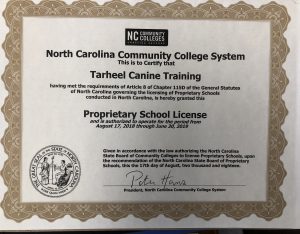 NC COMMUNITY
COLLEGES
North Carolina Community College System
This is to Certify that
Tarheel Canine Training
having met the requirements of Article 8 of Chapter 115D of the General Statutes
of North Carolina governing the licensing of Proprietary Schools
conducted in North Carolina, is hereby granted this
Proprietary School License
and is authorized to operate for the period from
August 17, 2018 through June 30, 2019
Given in accordance with the law authorizing the North Carolina
State Board of Community Colleges to license Proprietary Schools, upon
the recommendation of the North Carolina State Board of Proprietary
Schools, this the 17th day of August, two thousand and eighteen.
President, North Carolina Community College System